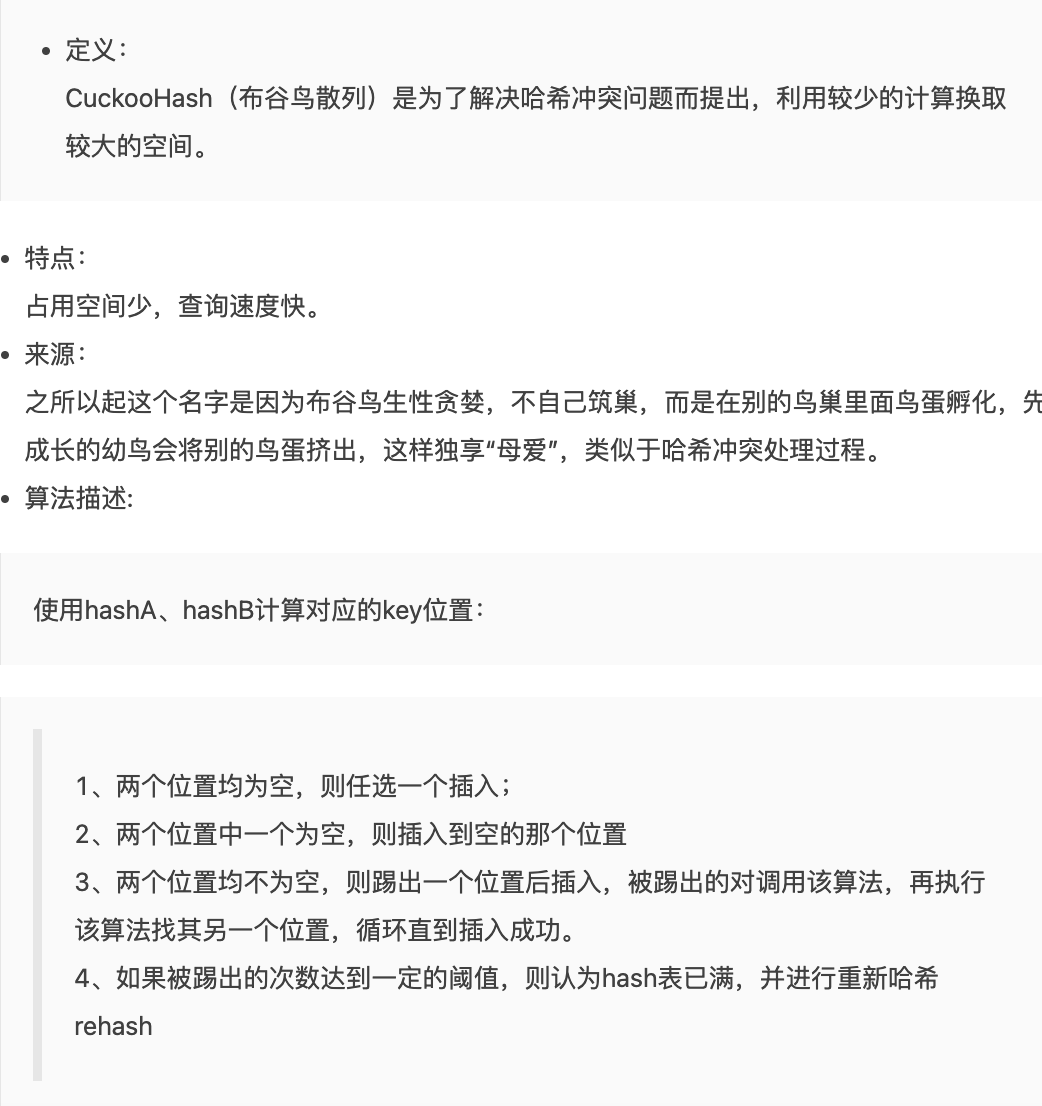 • 定义：
CuckooHash（布谷鸟散列）是为了解决哈希冲突问题而提出，利用较少的计算换取
较大的空间。
• 特点：
占用空间少，查询速度快。
• 来源：
之所以起这个名字是因为布谷鸟生性贪婪，不自己筑巢，而是在别的鸟巢里面鸟蛋孵化，先
成长的幼鸟会将别的鸟蛋挤出，这样独享“母爱”，类似于哈希冲突处理过程。
• 算法描述:
使用hashA、hashB计算对应的key位置：
1、两个位置均为空，则任选一个插入；
2、两个位置中一个为空，则插入到空的那个位置
3、两个位置均不为空，则踢出一个位置后插入，被踢出的对调用该算法，再执行
该算法找其另一个位置，循环直到插入成功。
4、如果被踢出的次数达到一定的阈值，则认为hash表已满，并进行重新哈希
rehash